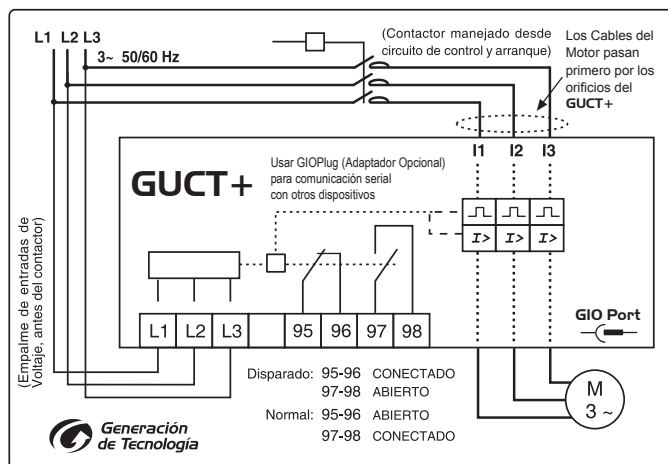 L1 L2 L3
3~ 50/60 Hz
(Contactor manejado desde
circuito de control y arranque)
Los Cables del
Motor pasan
primero por los
orificios del
GUCT+
I1 I2 I3
GUCT+
Usar GIOPlug (Adaptador Opcional)
para comunicación serial
con otros dispositivos
I> I> I>
(Empalme de entradas de
Voltaje, antes del contactor)
L1 L2 L3 95 96 97 98
GIO Port
Disparado: 95-96 CONECTADO
97-98 ABIERTO
Normal: 95-96 ABIERTO
97-98 CONECTADO
M
3 ~
Generación
de Tecnología